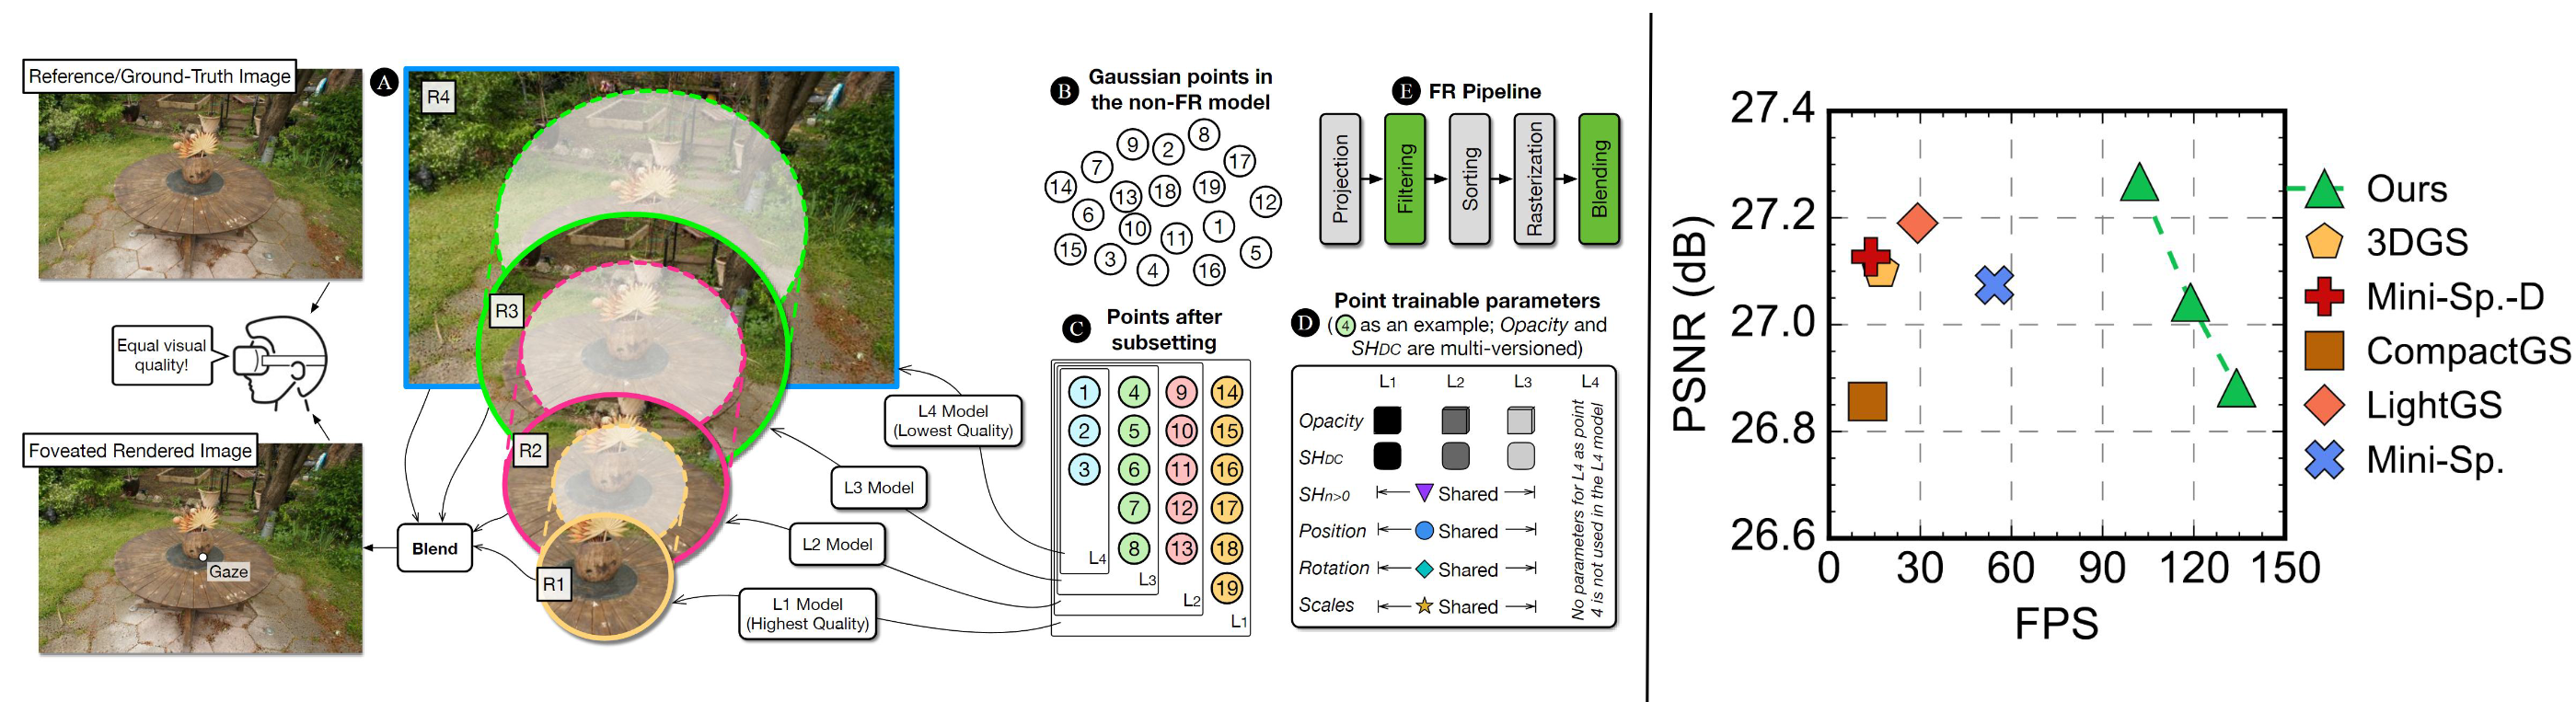 Reference/Ground-Truth Image
Equal visual
quality!
Foveated Rendered Image
Gaze
Blend
A
R4
R3
R2
R1
L4 Model
(Lowest Quality)
L3 Model
L2 Model
L1 Model
(Highest Quality)
B
Gaussian points in
the non-FR model
8
9
2
17
7
14
13
18
19
12
6
10
11
1
15
3
5
4
16
C
Points after
subsetting
1 4 9 14
2 5 10 15
3 6 11 16
7 12 17
8 13 18
19
L4
L3
L2
L1
E FR Pipeline
Projection
Filtering
Sorting
Rasterization
Blending
D
Point trainable parameters
(4 as an example; Opacity and
SHDC are multi-versioned)
L1 L2 L3 L4
Opacity
SHDC
SHn>0 Shared
Position Shared
Rotation Shared
Scales Shared
No parameters for L4 as point
4 is not used in the L4 model
PSNR (dB)
27.4
27.2
27.0
26.8
26.6
0 30 60 90 120 150
FPS
Ours
3DGS
Mini-Sp.-D
CompactGS
LightGS
Mini-Sp.